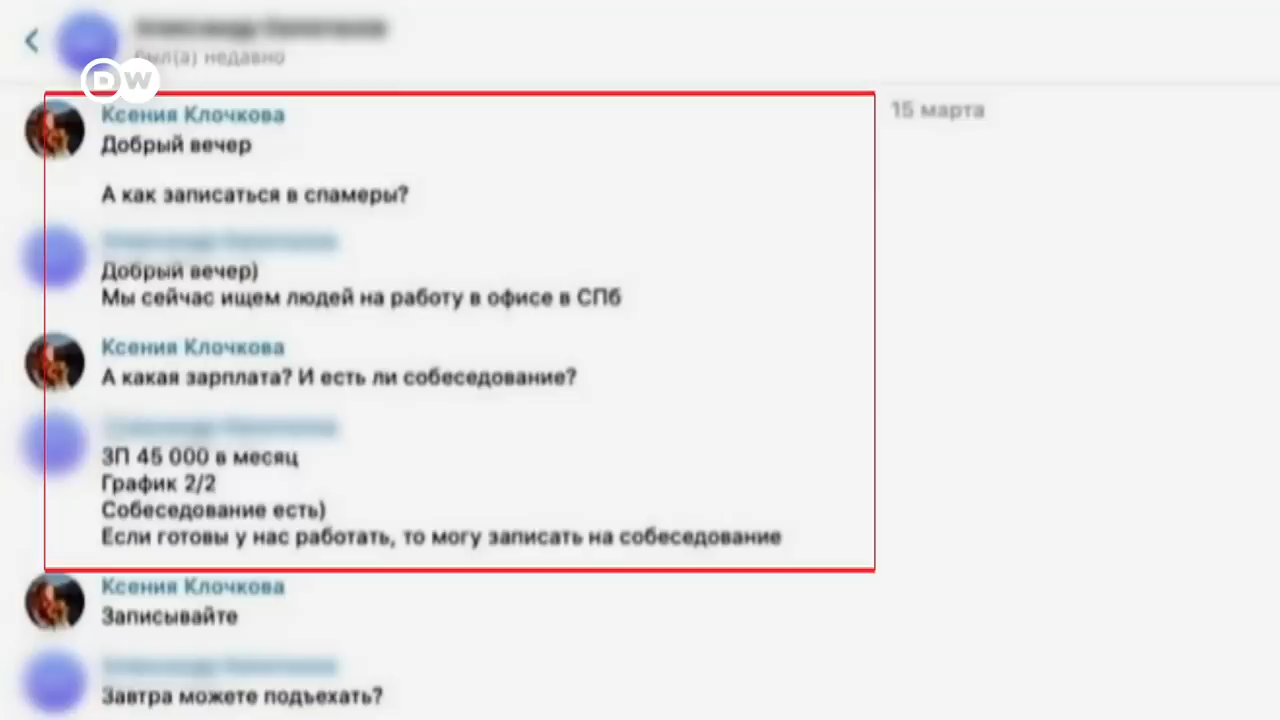 был(а) недавно
DW
15 марта
Ксения Клочкова
Добрый вечер
А как записаться в спамеры?
Добрый вечер)
Мы сейчас ищем людей на работу в офисе в СПб
Ксения Клочкова
А какая зарплата? И есть ли собеседование?
ЗП 45 000 в месяц
График 2/2
Собеседование есть)
Если готовы у нас работать, то могу записать на собеседование
Ксения Клочкова
Записывайте
Завтра можете подъехать?